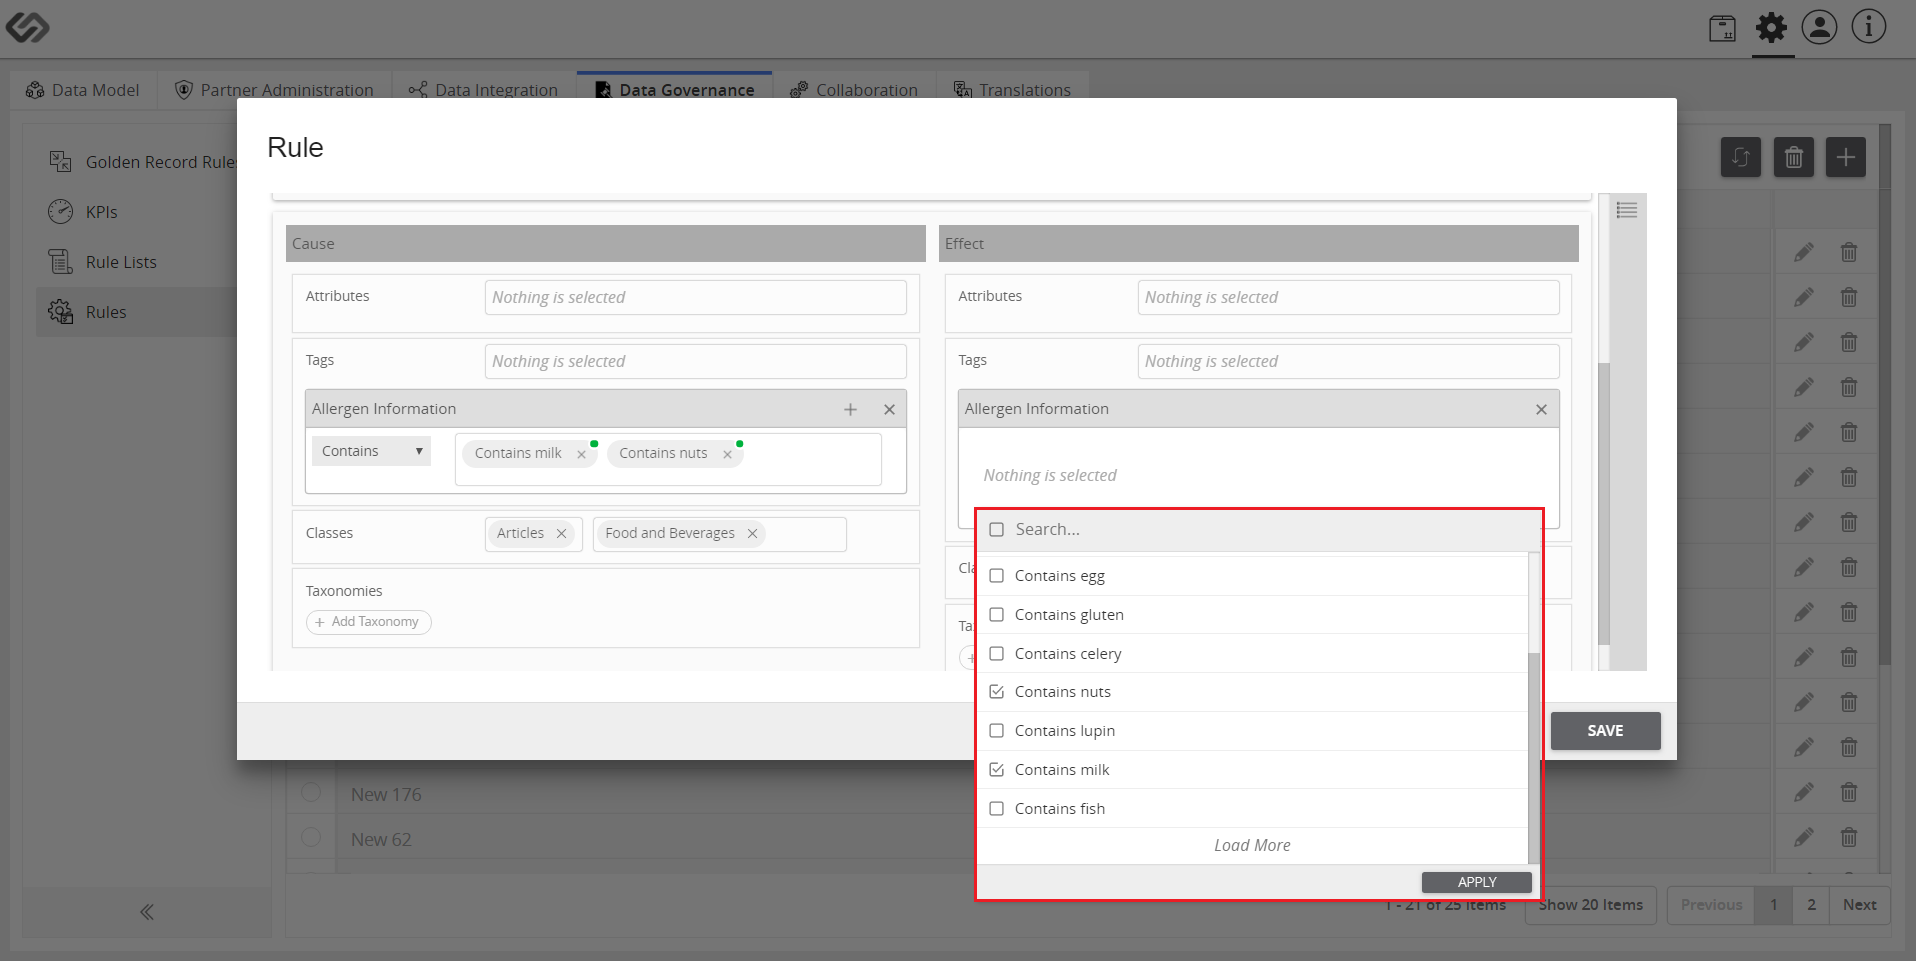 Data Model
Partner Administration
Data Integration
Data Governance
Collaboration
Translations
Golden Record Rules
KPIs
Rule Lists
Rules
Rule
Cause
Effect
Attributes
Nothing is selected
Attributes
Nothing is selected
Tags
Nothing is selected
Tags
Nothing is selected
Allergen Information
Allergen Information
Contains
Contains milk
Contains nuts
Nothing is selected
Classes
Articles
Food and Beverages
Taxonomies
+ Add Taxonomy
Search...
Cla
Contains egg
Contains gluten
Ta
Contains celery
Contains nuts
Contains lupin
Contains milk
Contains fish
Load More
APPLY
SAVE
New 176
New 62
1 - 21 of 25 Items
Show 20 Items
Previous
1
2
Next